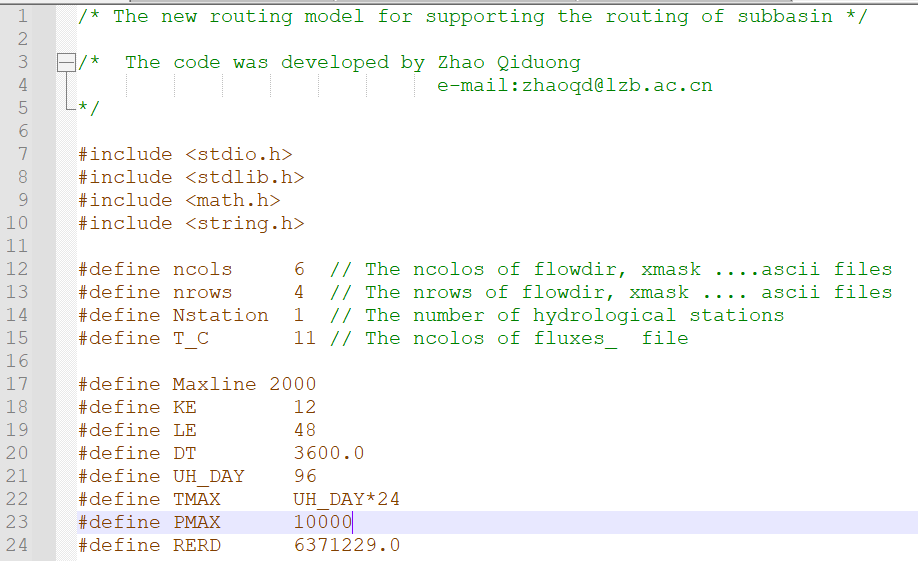 1 /* The new routing model for supporting the routing of subbasin */
2
3 /*  The code was developed by Zhao Qiduong
4                               e-mail:zhaoqd@lzb.ac.cn
5 */
6
7 #include <stdio.h>
8 #include <stdlib.h>
9 #include <math.h>
10 #include <string.h>
11
12 #define ncols     6  // The ncolos of flowdir, xmask ....ascii files
13 #define nrows     4  // The nrows of flowdir, xmask .... ascii files
14 #define Nstation  1  // The number of hydrological stations
15 #define T_C       11 // The ncolos of fluxes_  file
16
17 #define Maxline 2000
18 #define KE        12
19 #define LE        48
20 #define DT        3600.0
21 #define UH_DAY    96
22 #define TMAX      UH_DAY*24
23 #define PMAX      10000
24 #define RERD      6371229.0